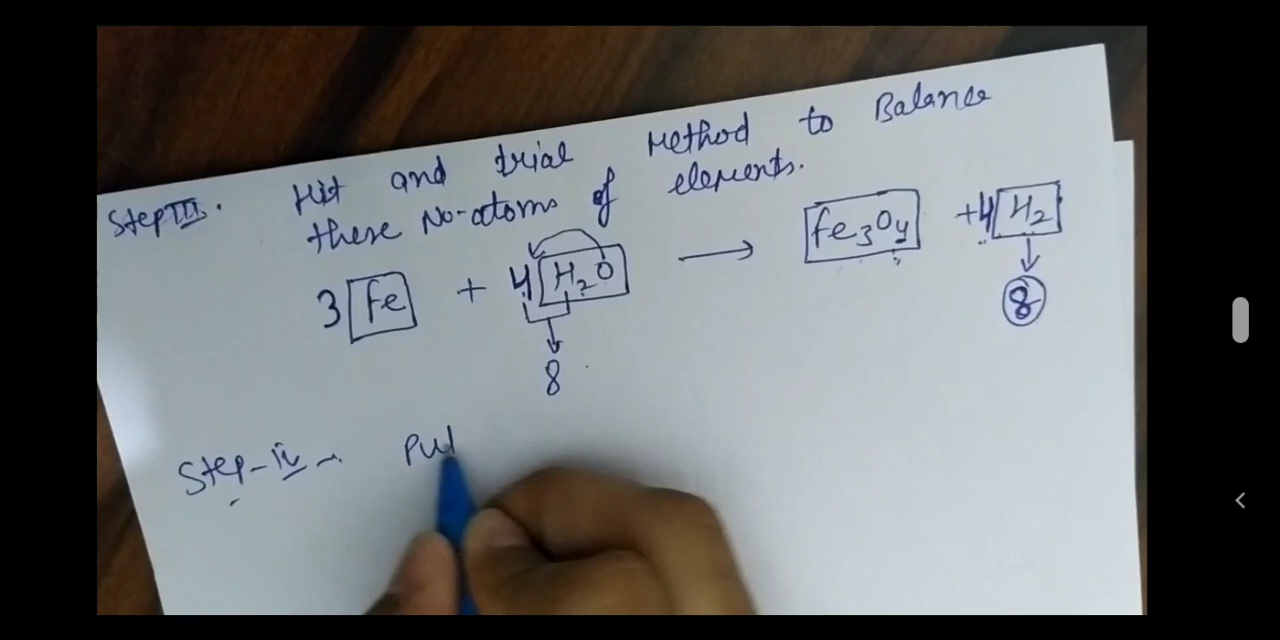 Step III. Hit and trial Method to Balance
these No-atoms of elements.
3 Fe + 4 H2O → Fe3O4 + 4 H2
8
8
Step-iv Put